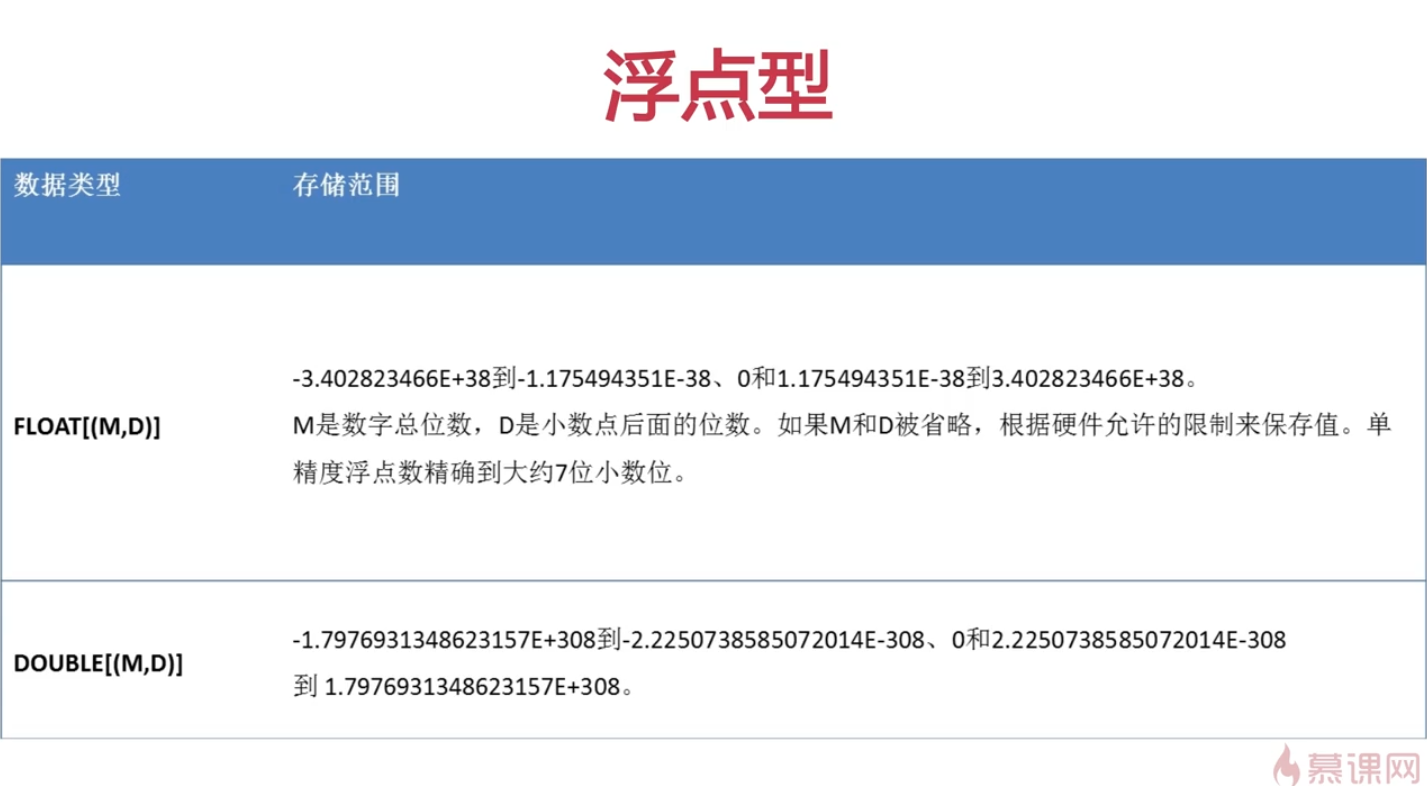 浮点型
数据类型
存储范围
FLOAT[(M,D)]
-3.402823466E+38到-1.175494351E-38、0和1.175494351E-38到3.402823466E+38。
M是数字总位数，D是小数点后面的位数。如果M和D被省略，根据硬件允许的限制来保存值。单
精度浮点数精确到大约7位小数位。
DOUBLE[(M,D)]
-1.7976931348623157E+308到-2.2250738585072014E-308、0和2.2250738585072014E-308
到 1.7976931348623157E+308。
慕课网